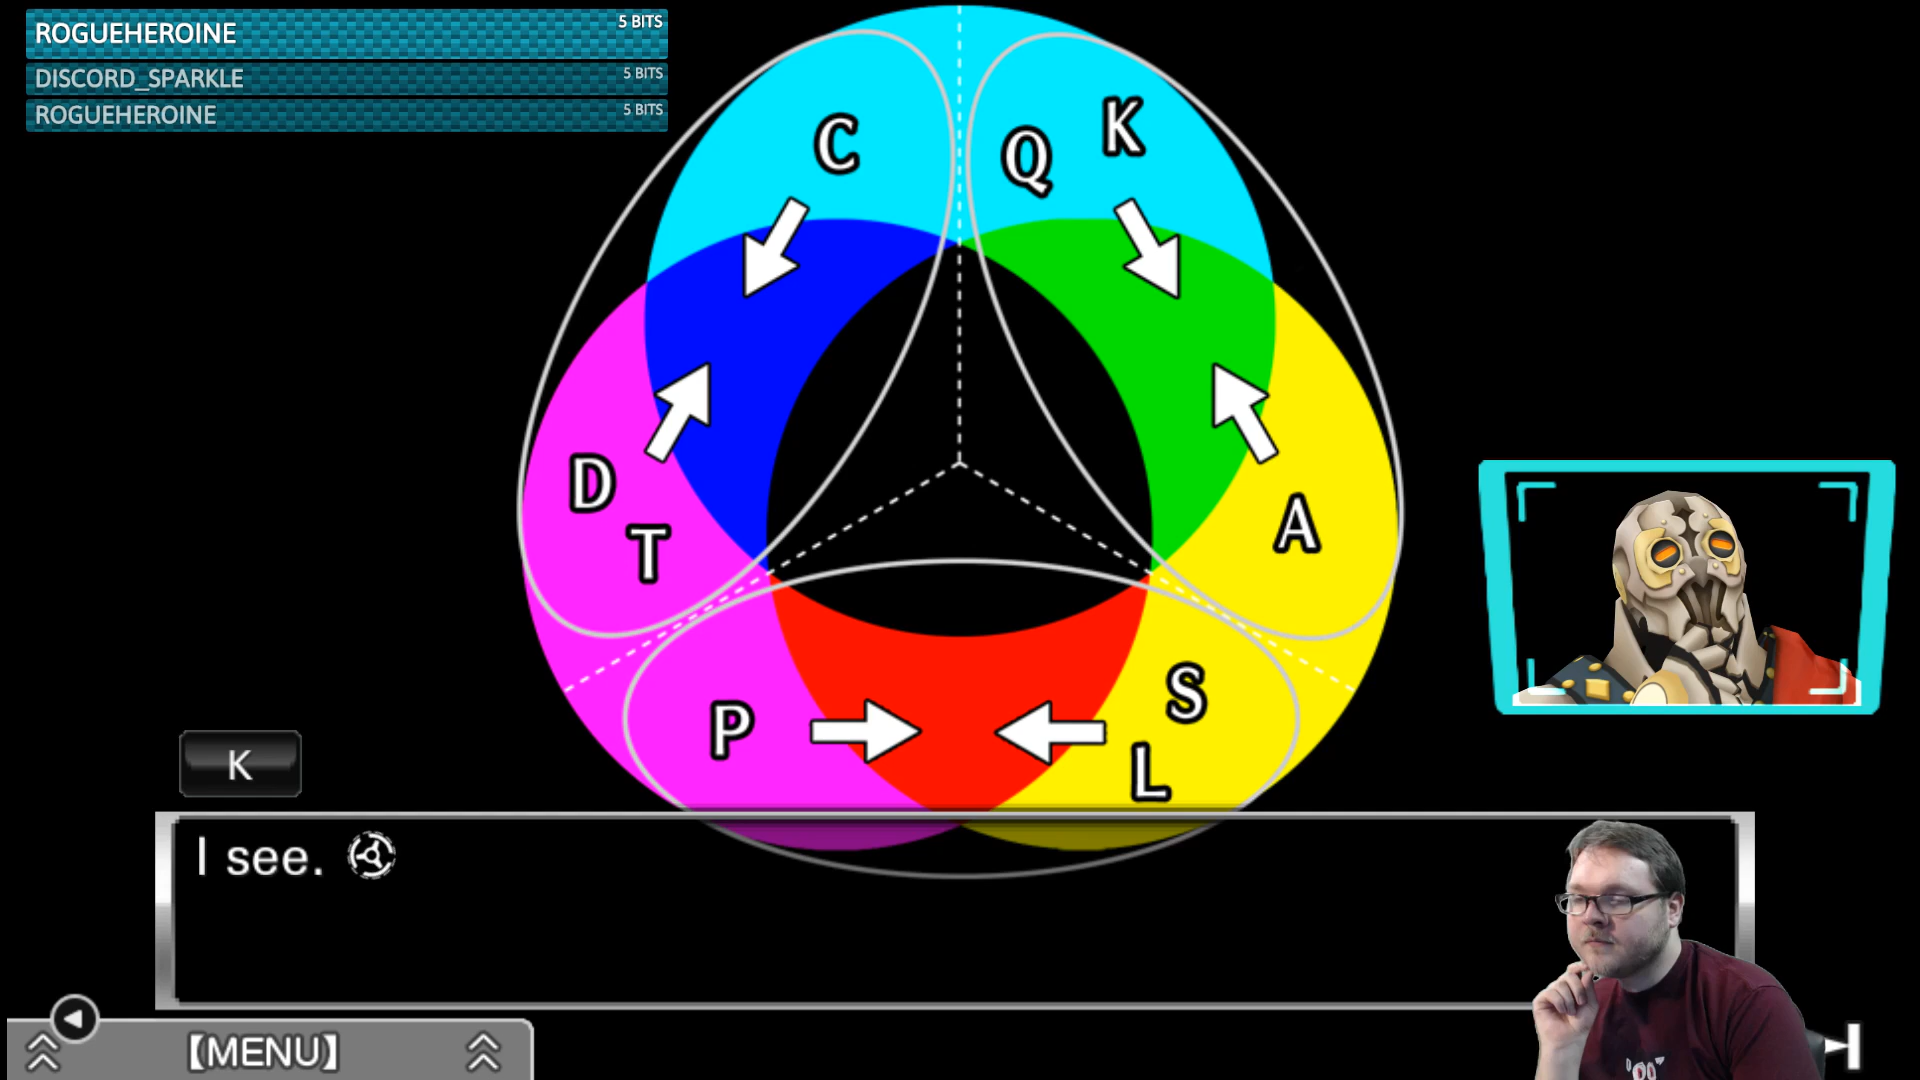 ROGUEHEROINE 5 BITS
DISCORD_SPARKLE 5 BITS
ROGUEHEROINE 5 BITS
C
Q K
D
T
A
P
S
L
K
I see.
【MENU】